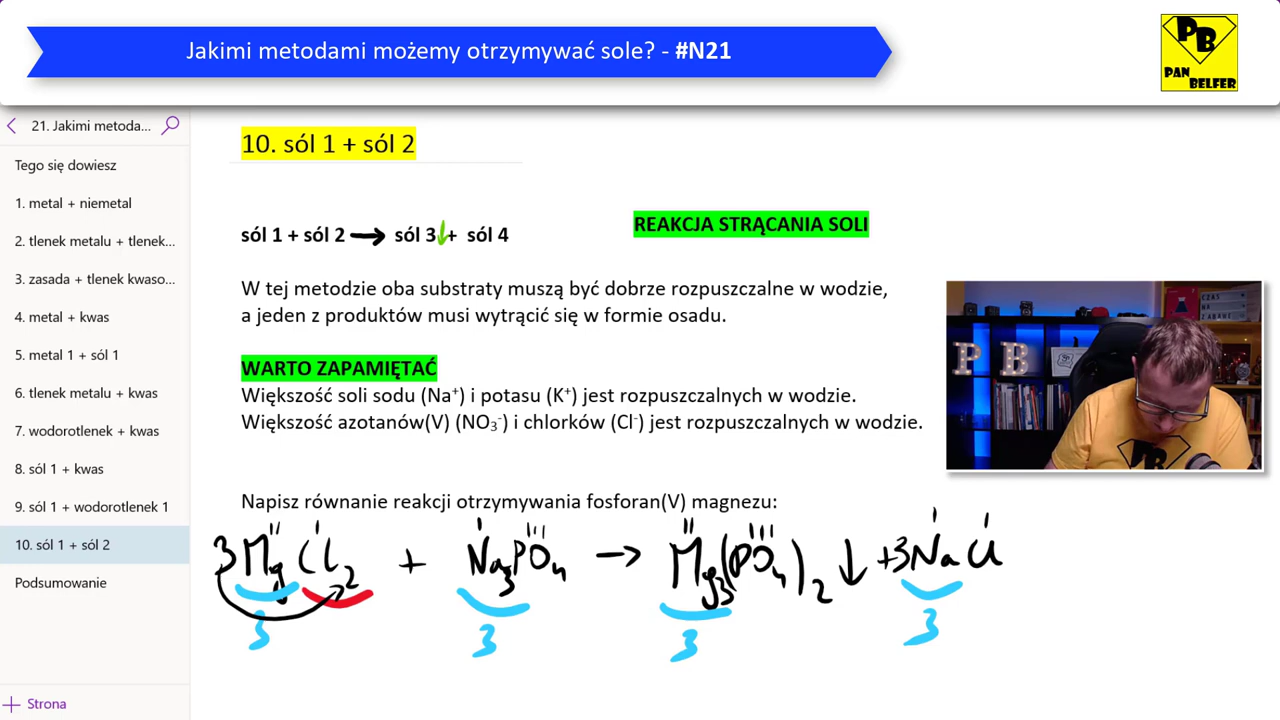 Jakimi metodami możemy otrzymywać sole? - #N21
PB
PAN
BELFER
21. Jakimi metoda...
Tego się dowiesz
1. metal + niemetal
2. tlenek metalu + tlenek...
3. zasada + tlenek kwaso...
4. metal + kwas
5. metal 1 + sól 1
6. tlenek metalu + kwas
7. wodorotlenek + kwas
8. sól 1 + kwas
9. sól 1 + wodorotlenek 1
10. sól 1 + sól 2
Podsumowanie
Strona
10. sól 1 + sól 2
sól 1 + sól 2 → sól 3↓ + sól 4
REAKCJA STRĄCANIA SOLI
W tej metodzie oba substraty muszą być dobrze rozpuszczalne w wodzie,
a jeden z produktów musi wytrącić się w formie osadu.
WARTO ZAPAMIĘTAĆ
Większość soli sodu (Na⁺) i potasu (K⁺) jest rozpuszczalnych w wodzie.
Większość azotanów(V) (NO₃⁻) i chlorków (Cl⁻) jest rozpuszczalnych w wodzie.
Napisz równanie reakcji otrzymywania fosforan(V) magnezu:
II I I III II III I I
3MgCl₂ + Na₃PO₄ → Mg₃(PO₄)₂↓ + 3NaCl
3 3 3 3
P B